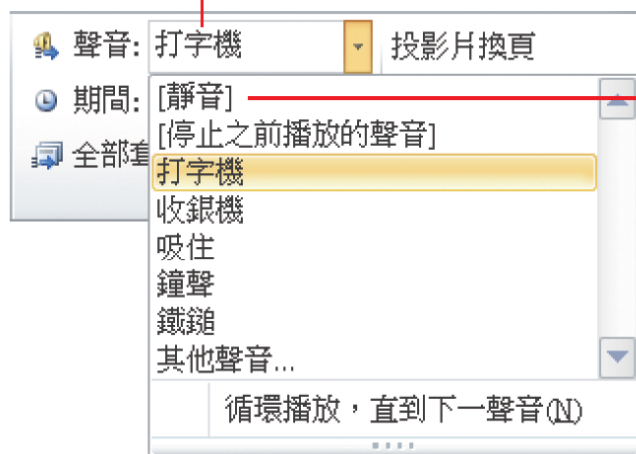 聲音: 打字機 投影片換頁
期間: [靜音]
[停止之前播放的聲音]
全部套 打字機
收銀機
吸住
鐘聲
鐵鎚
其他聲音...
循環播放，直到下一聲音(N)